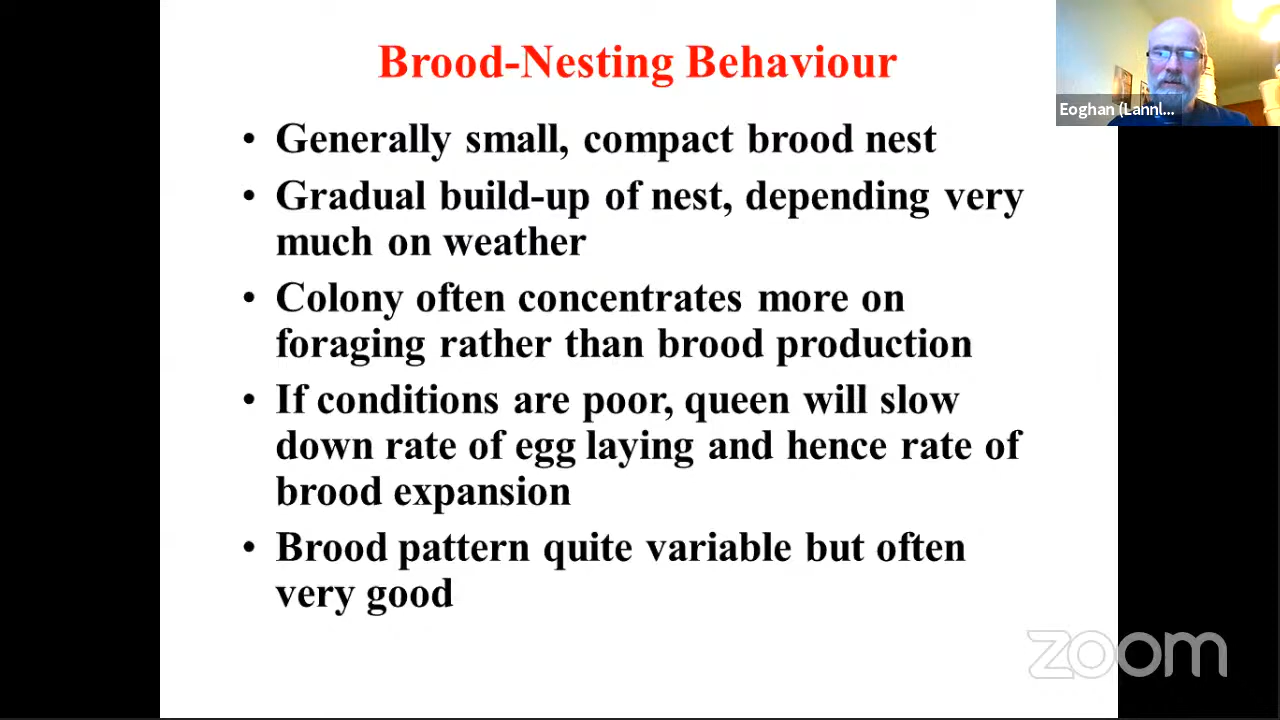 Brood-Nesting Behaviour
Eoghan (Lannl...
• Generally small, compact brood nest
• Gradual build-up of nest, depending very
much on weather
• Colony often concentrates more on
foraging rather than brood production
• If conditions are poor, queen will slow
down rate of egg laying and hence rate of
brood expansion
• Brood pattern quite variable but often
very good
zoom